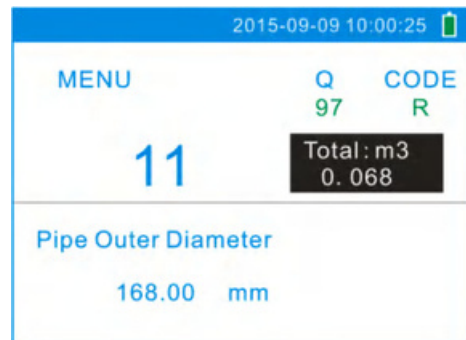 2015-09-09 10:00:25
MENU Q CODE
97 R
11
Total:m3
0.068
Pipe Outer Diameter
168.00 mm